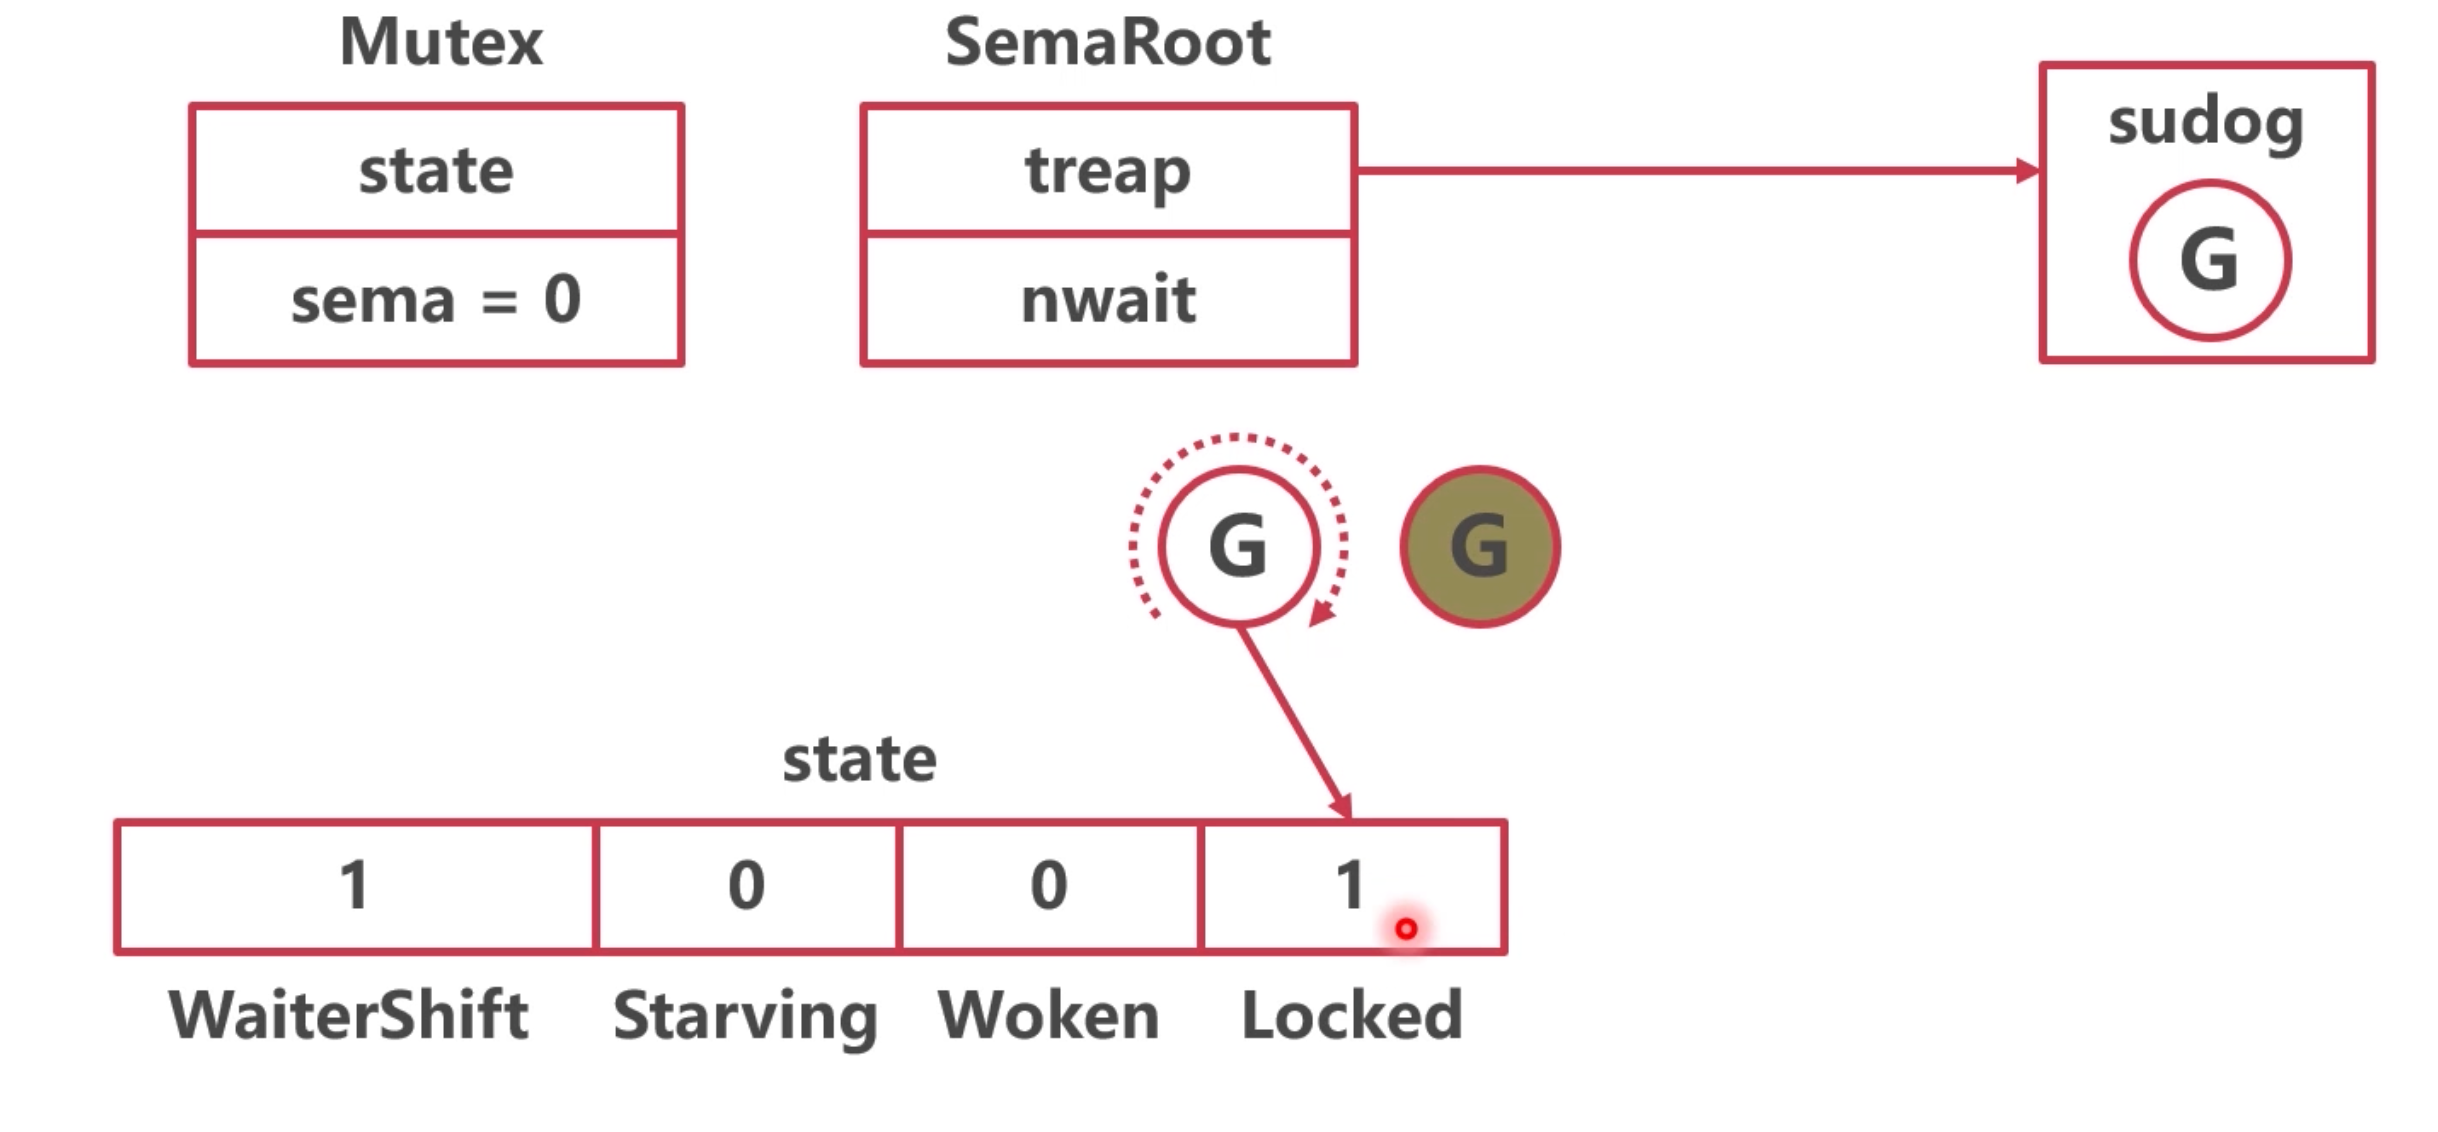 Mutex
state
sema = 0
SemaRoot
treap
nwait
sudog
G
G
G
state
1
0
0
1
WaiterShift
Starving
Woken
Locked